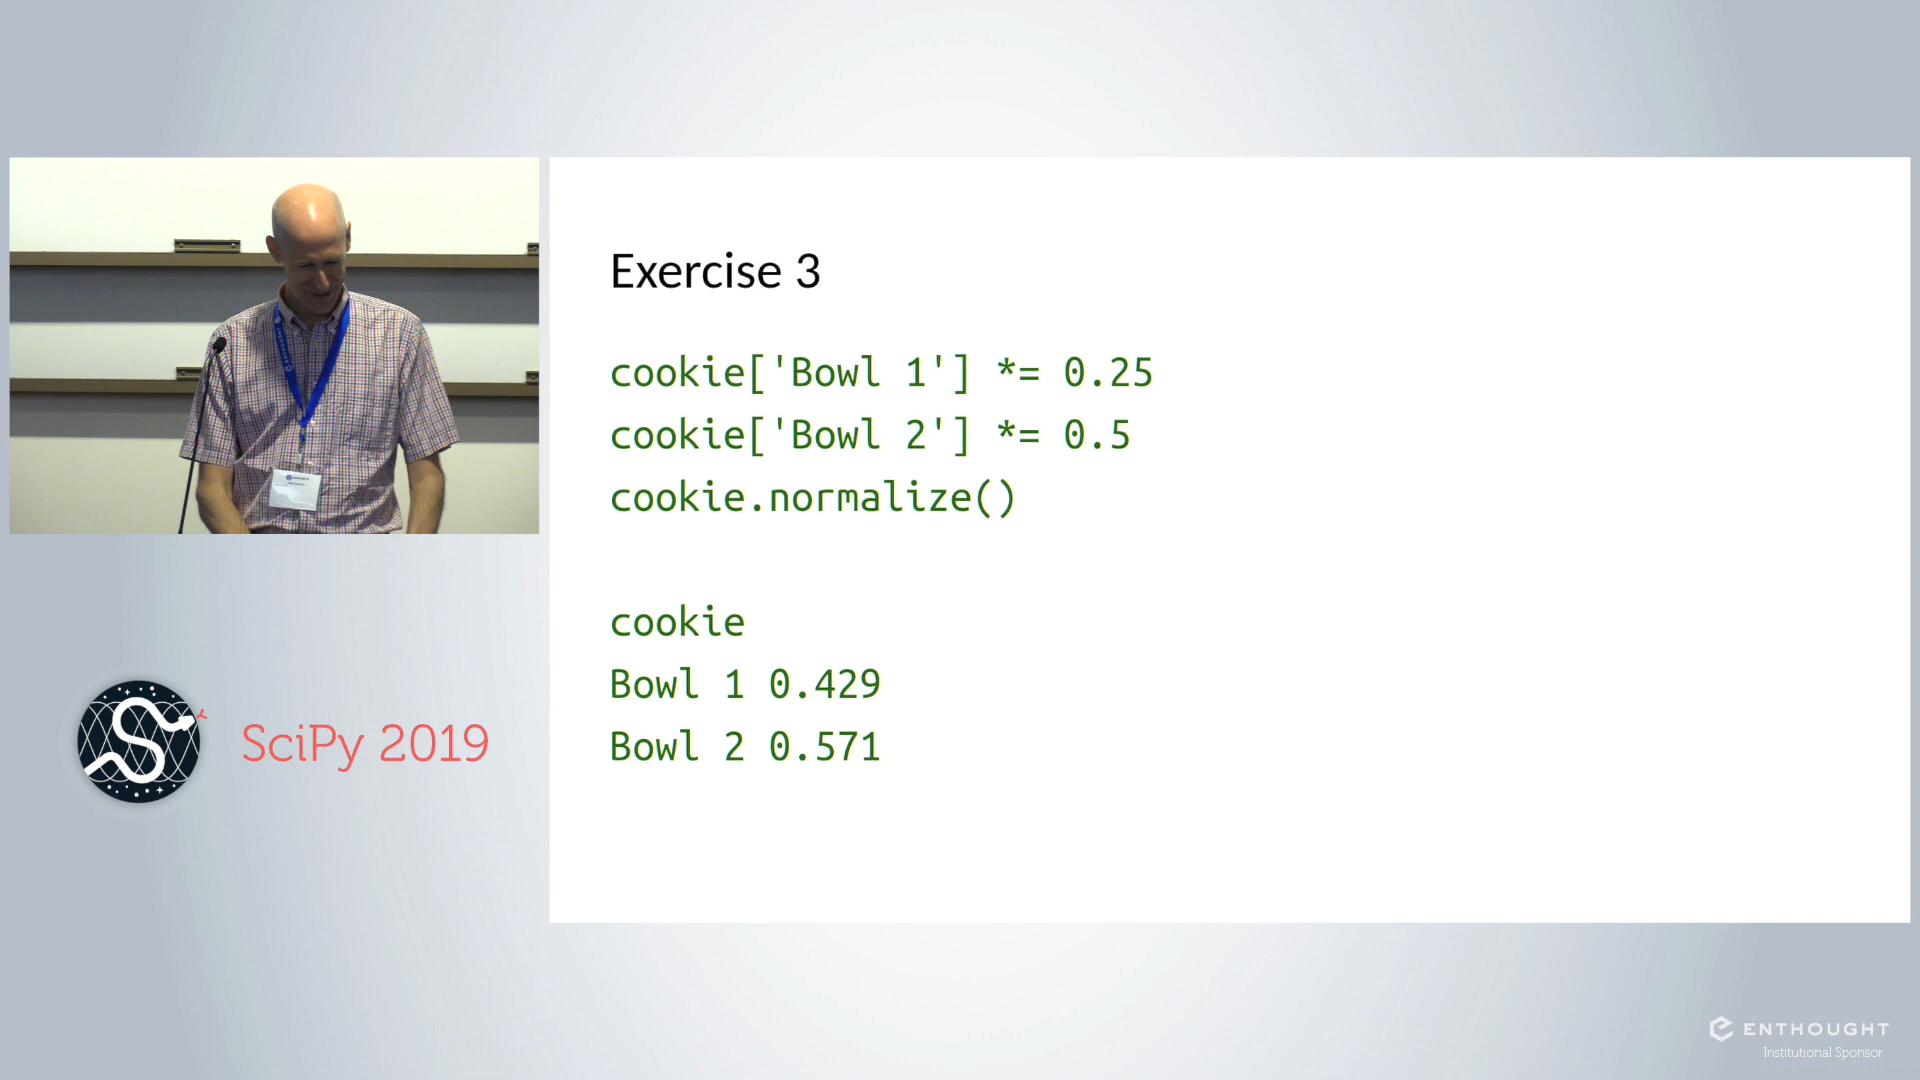 Exercise 3
cookie['Bowl 1'] *= 0.25
cookie['Bowl 2'] *= 0.5
cookie.normalize()
cookie
Bowl 1 0.429
Bowl 2 0.571
SciPy 2019
ENTHOUGHT
Institutional Sponsor